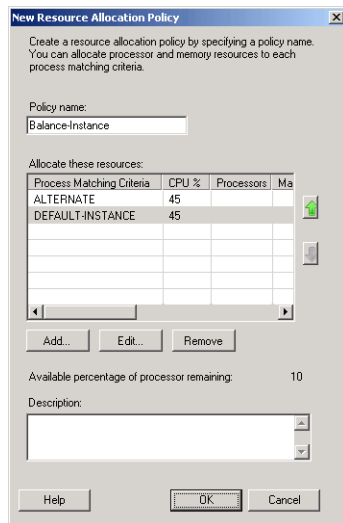 New Resource Allocation Policy
Create a resource allocation policy by specifying a policy name.
You can allocate processor and memory resources to each
process matching criteria.
Policy name:
Balance-Instance
Allocate these resources:
Process Matching Criteria CPU % Processors Ma
ALTERNATE 45
DEFAULT-INSTANCE 45
Add... Edit... Remove
Available percentage of processor remaining: 10
Description:
Help OK Cancel